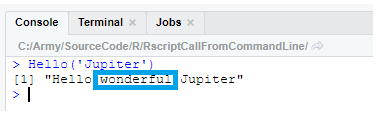 Console Terminal × Jobs ×
C:/Army/SourceCode/R/RscriptCallFromCommandLine/
> Hello('Jupiter')
[1] "Hello wonderful Jupiter"
>